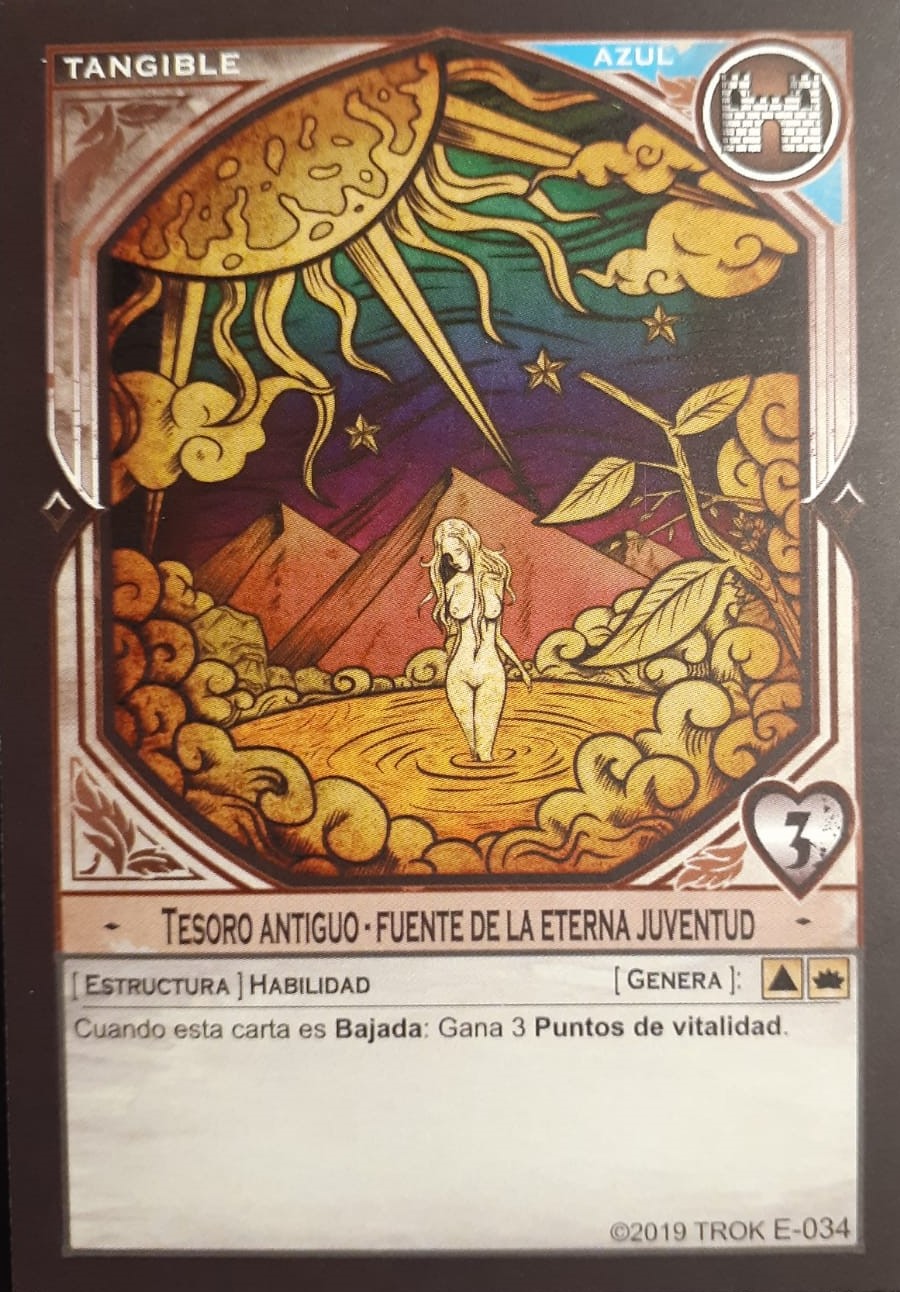 TANGIBLE
AZUL
3
TESORO ANTIGUO · FUENTE DE LA ETERNA JUVENTUD
[ ESTRUCTURA ] HABILIDAD
[ GENERA ]:
Cuando esta carta es Bajada: Gana 3 Puntos de vitalidad.
©2019 TROK E-034